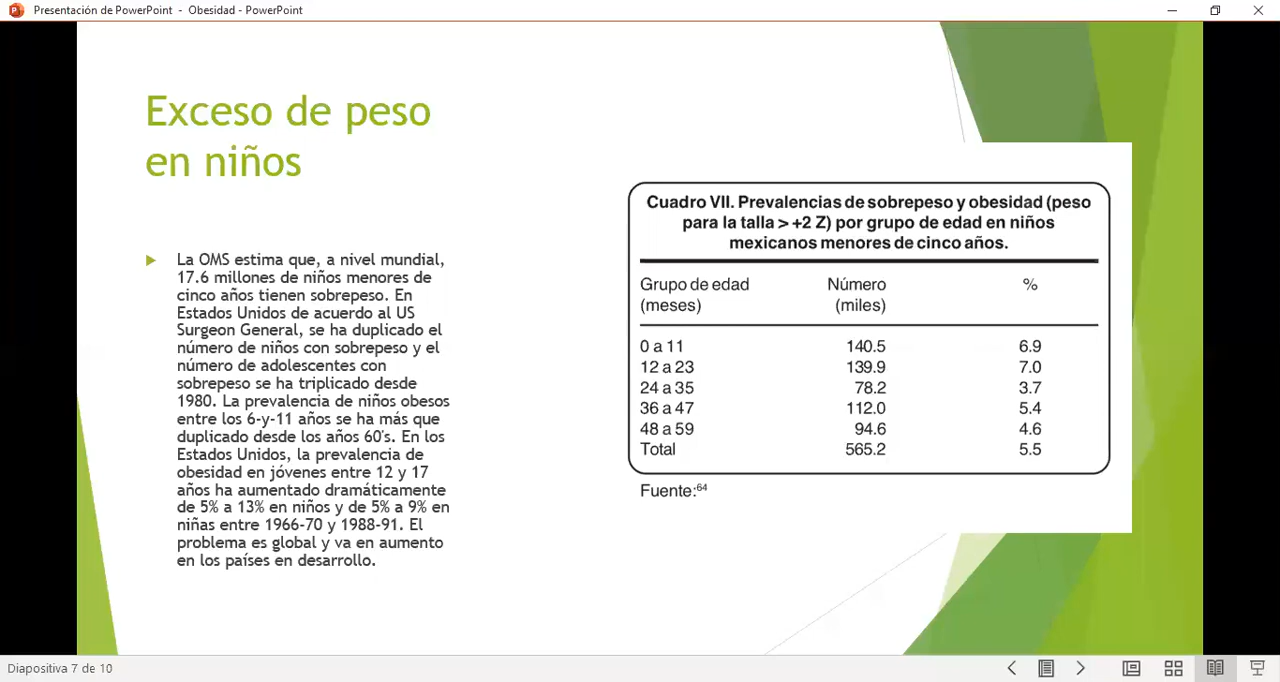 Presentación de PowerPoint - Obesidad - PowerPoint
Exceso de peso
en niños
La OMS estima que, a nivel mundial,
17.6 millones de niños menores de
cinco años tienen sobrepeso. En
Estados Unidos de acuerdo al US
Surgeon General, se ha duplicado el
número de niños con sobrepeso y el
número de adolescentes con
sobrepeso se ha triplicado desde
1980. La prevalencia de niños obesos
entre los 6-y-11 años se ha más que
duplicado desde los años 60's. En los
Estados Unidos, la prevalencia de
obesidad en jóvenes entre 12 y 17
años ha aumentado dramáticamente
de 5% a 13% en niños y de 5% a 9% en
niñas entre 1966-70 y 1988-91. El
problema es global y va en aumento
en los países en desarrollo.
Cuadro VII. Prevalencias de sobrepeso y obesidad (peso
para la talla > +2 Z) por grupo de edad en niños
mexicanos menores de cinco años.
Grupo de edad Número %
(meses) (miles)
0 a 11 140.5 6.9
12 a 23 139.9 7.0
24 a 35 78.2 3.7
36 a 47 112.0 5.4
48 a 59 94.6 4.6
Total 565.2 5.5
Fuente:64
Diapositiva 7 de 10